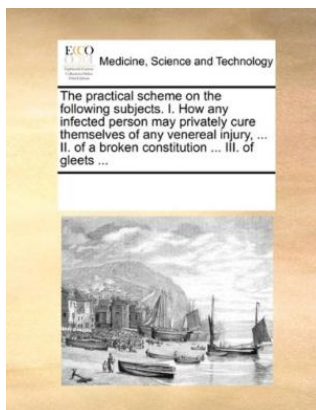 ECCO
Medicine, Science and Technology
The practical scheme on the
following subjects. I. How any
infected person may privately cure
themselves of any venereal injury, ...
II. of a broken constitution ... III. of
gleets ...